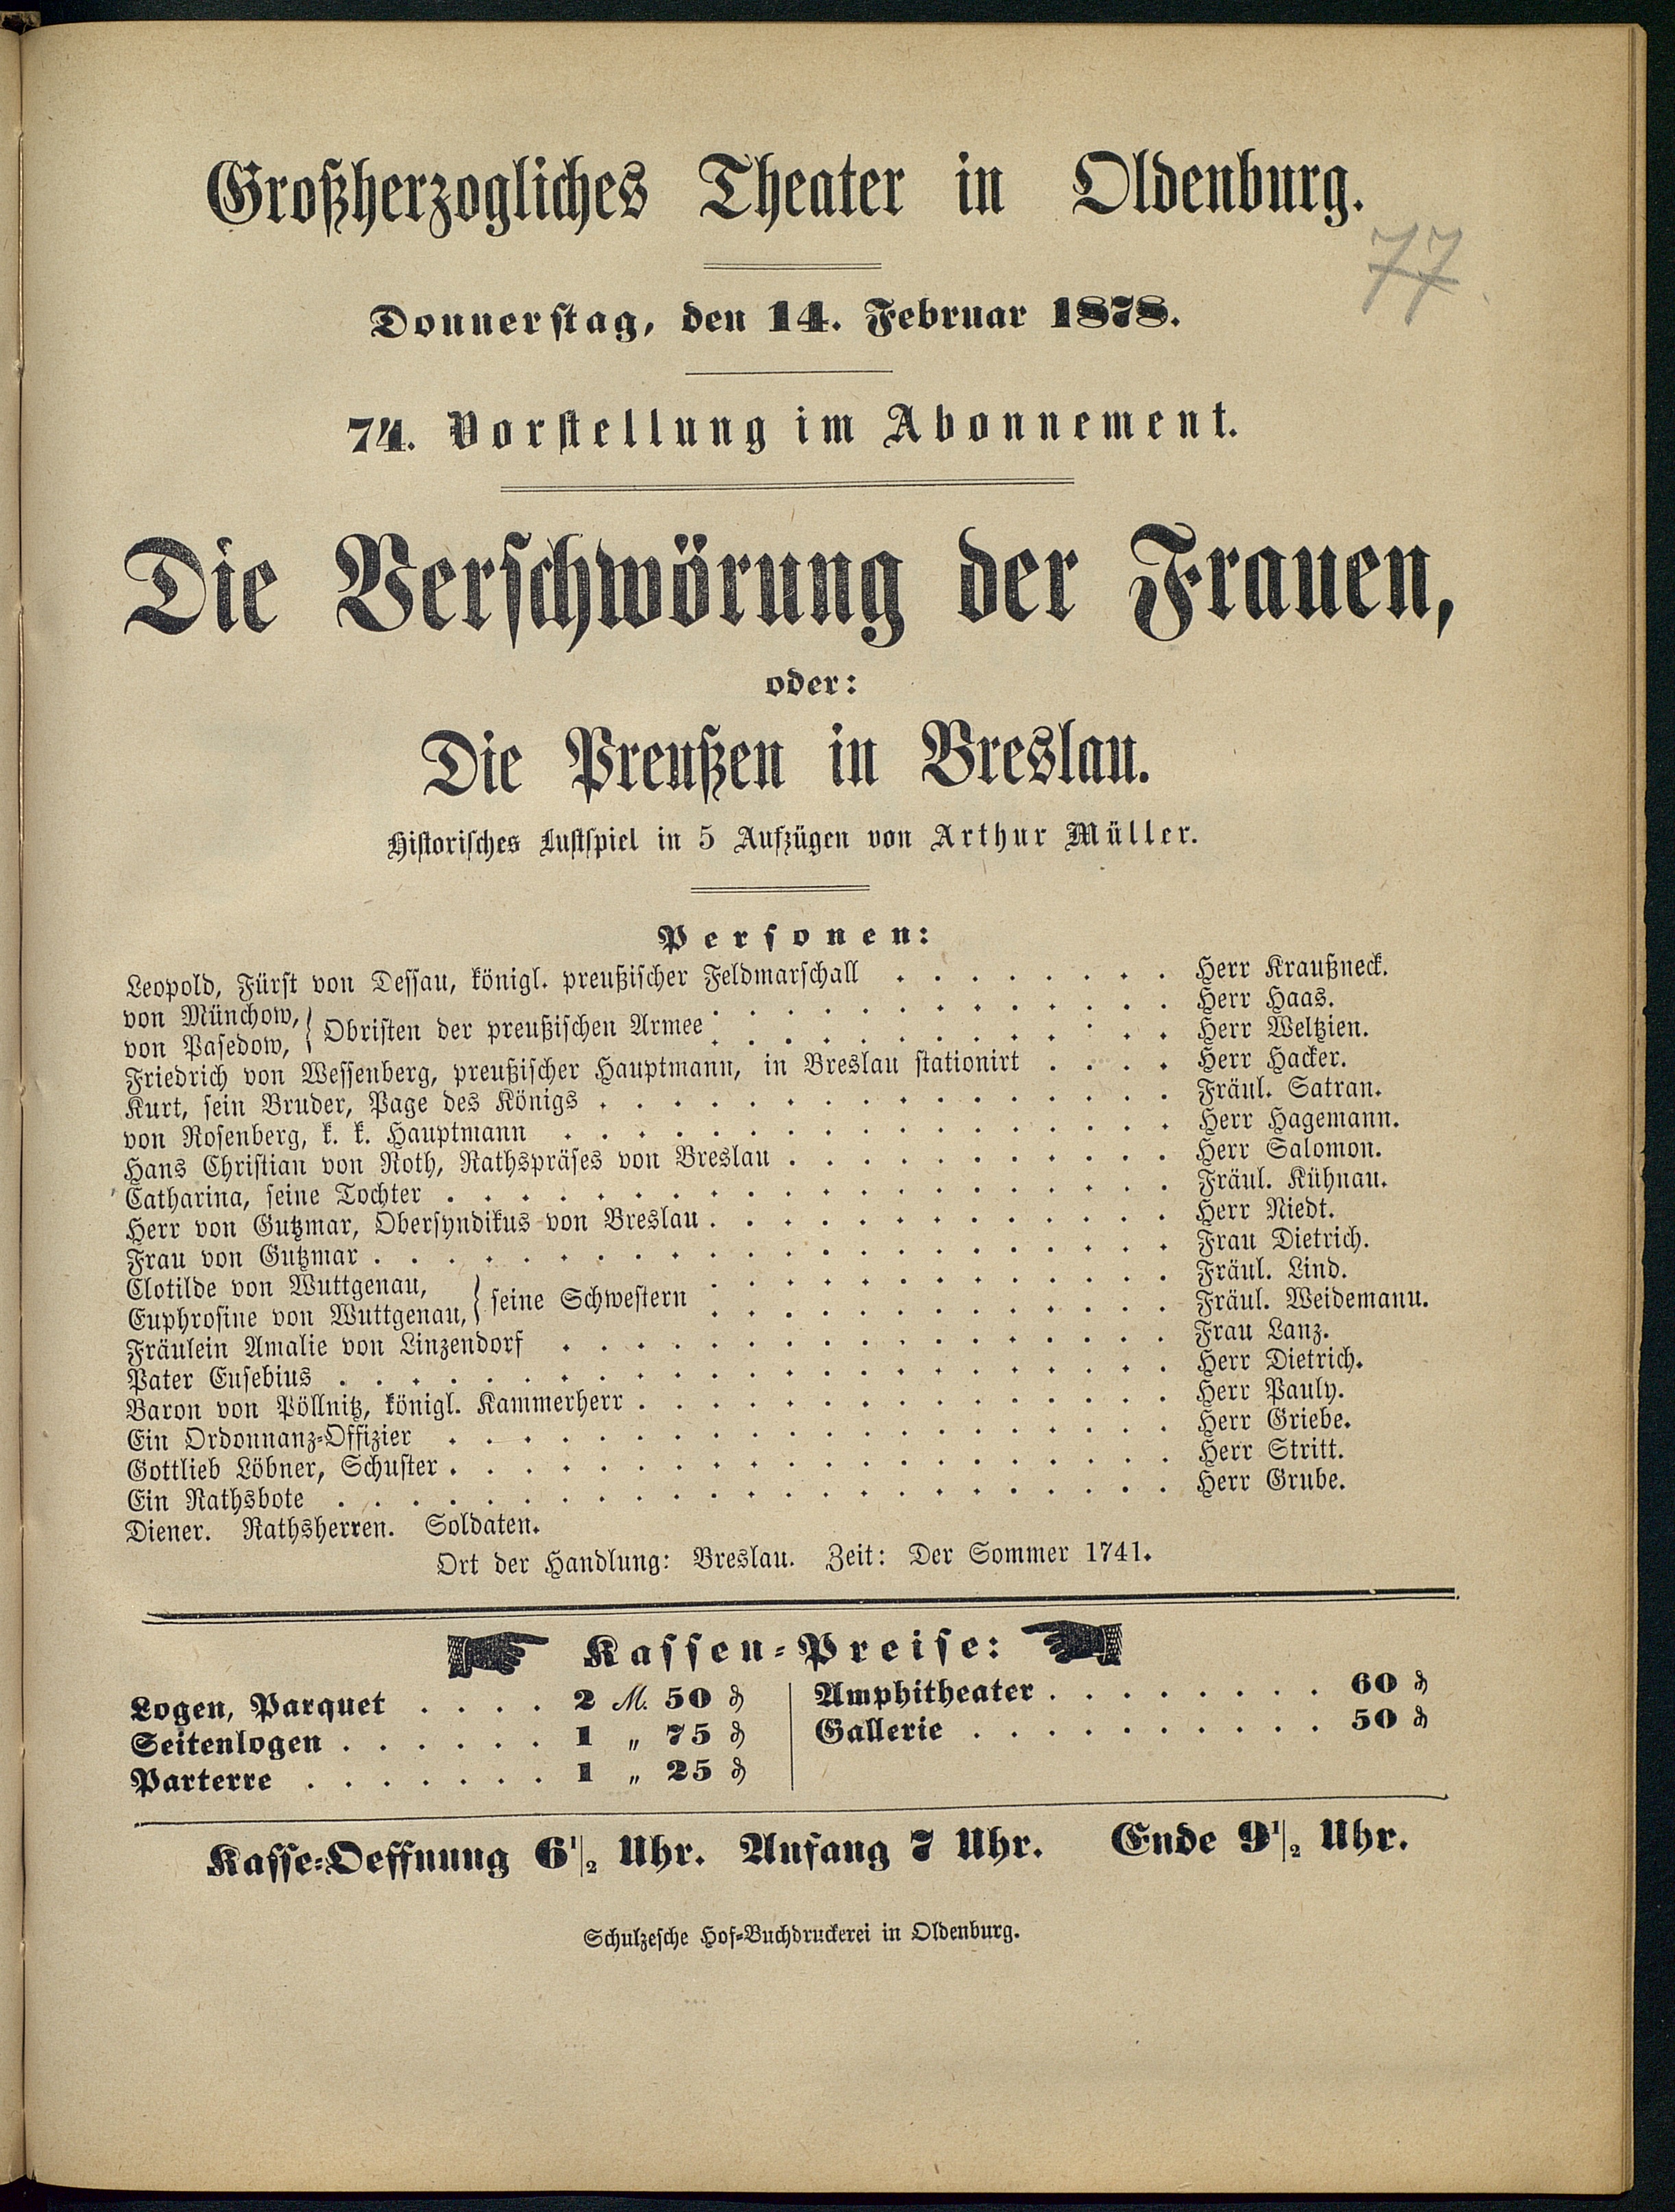 Großherzogliches Theater in Oldenburg.
77
Donnerstag, den 14. Februar 1878.
74. Vorstellung im Abonnement.
Die Verschwörung der Frauen,
oder:
Die Preußen in Breslau.
Historisches Lustspiel in 5 Aufzügen von Arthur Müller.
Personen:
Leopold, Fürst von Dessau, königl. preußischer Feldmarschall . . . . . . . . Herr Kraußneck.
von Münchow, } Obristen der preußischen Armee . . . . . . . . . . . . . Herr Haas.
von Pasedow, . . . . . . . . . . . . . Herr Weltzien.
Friedrich von Wessenberg, preußischer Hauptmann, in Breslau stationirt . . . . Herr Hacker.
Kurt, sein Bruder, Page des Königs . . . . . . . . . . . . . . . . Fräul. Satran.
von Rosenberg, k. k. Hauptmann . . . . . . . . . . . . . . . . . Herr Hagemann.
Hans Christian von Roth, Rathspräses von Breslau . . . . . . . . . . . Herr Salomon.
Catharina, seine Tochter . . . . . . . . . . . . . . . . . . . . Fräul. Kühnau.
Herr von Gutzmar, Obersyndikus von Breslau . . . . . . . . . . . . . Herr Niedt.
Frau von Gutzmar . . . . . . . . . . . . . . . . . . . . . . Frau Dietrich.
Clotilde von Wuttgenau, } seine Schwestern . . . . . . . . . . . . . Fräul. Lind.
Euphrosine von Wuttgenau, . . . . . . . . . . . . . Fräul. Weidemann.
Fräulein Amalie von Linzendorf . . . . . . . . . . . . . . . . . Frau Lanz.
Pater Eusebius . . . . . . . . . . . . . . . . . . . . . . . Herr Dietrich.
Baron von Pöllnitz, königl. Kammerherr . . . . . . . . . . . . . . . Herr Pauly.
Ein Ordonnanz-Offizier . . . . . . . . . . . . . . . . . . . . Herr Griebe.
Gottlieb Löbner, Schuster . . . . . . . . . . . . . . . . . . . . Herr Stritt.
Ein Rathsbote . . . . . . . . . . . . . . . . . . . . . . . Herr Grube.
Diener. Rathsherren. Soldaten.
Ort der Handlung: Breslau. Zeit: Der Sommer 1741.
Kassen-Preise:
Logen, Parquet . . . . 2 M. 50 ₰
Seitenlogen . . . . . . 1 „ 75 ₰
Parterre . . . . . . . 1 „ 25 ₰
Amphitheater . . . . . . . . 60 ₰
Gallerie . . . . . . . . . . 50 ₰
Kasse-Oeffnung 6 1/2 Uhr. Anfang 7 Uhr. Ende 9 1/2 Uhr.
Schulzesche Hof-Buchdruckerei in Oldenburg.